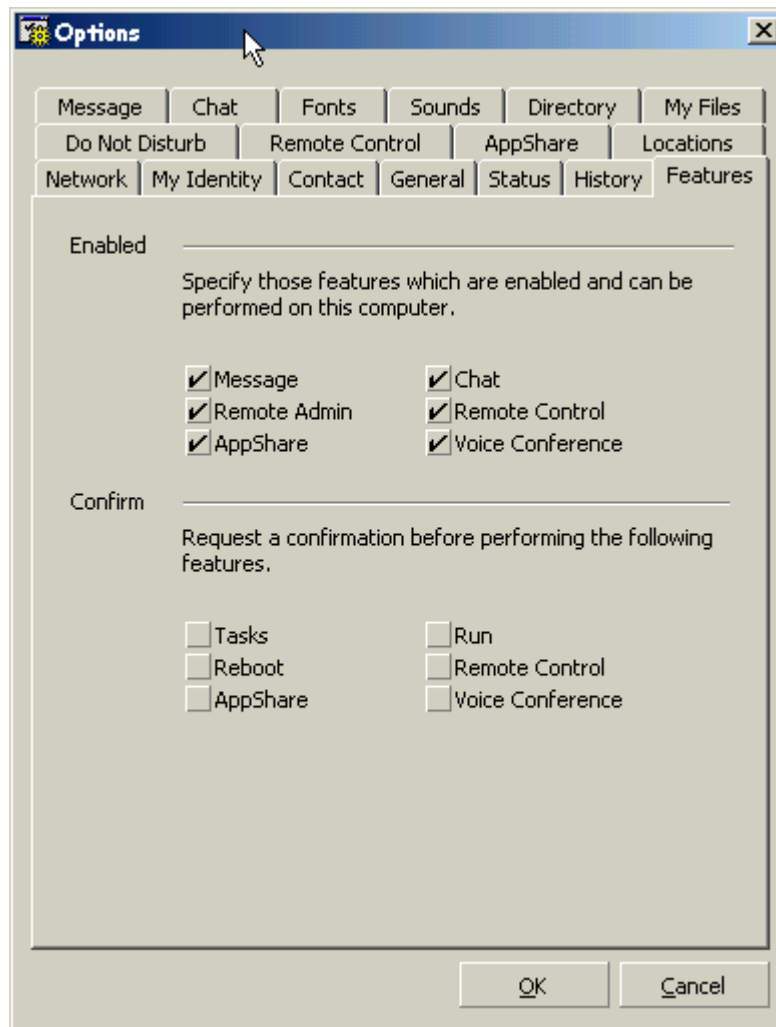 Options
Message Chat Fonts Sounds Directory My Files
Do Not Disturb Remote Control AppShare Locations
Network My Identity Contact General Status History Features
Enabled
Specify those features which are enabled and can be
performed on this computer.
Message Chat
Remote Admin Remote Control
AppShare Voice Conference
Confirm
Request a confirmation before performing the following
features.
Tasks Run
Reboot Remote Control
AppShare Voice Conference
OK Cancel